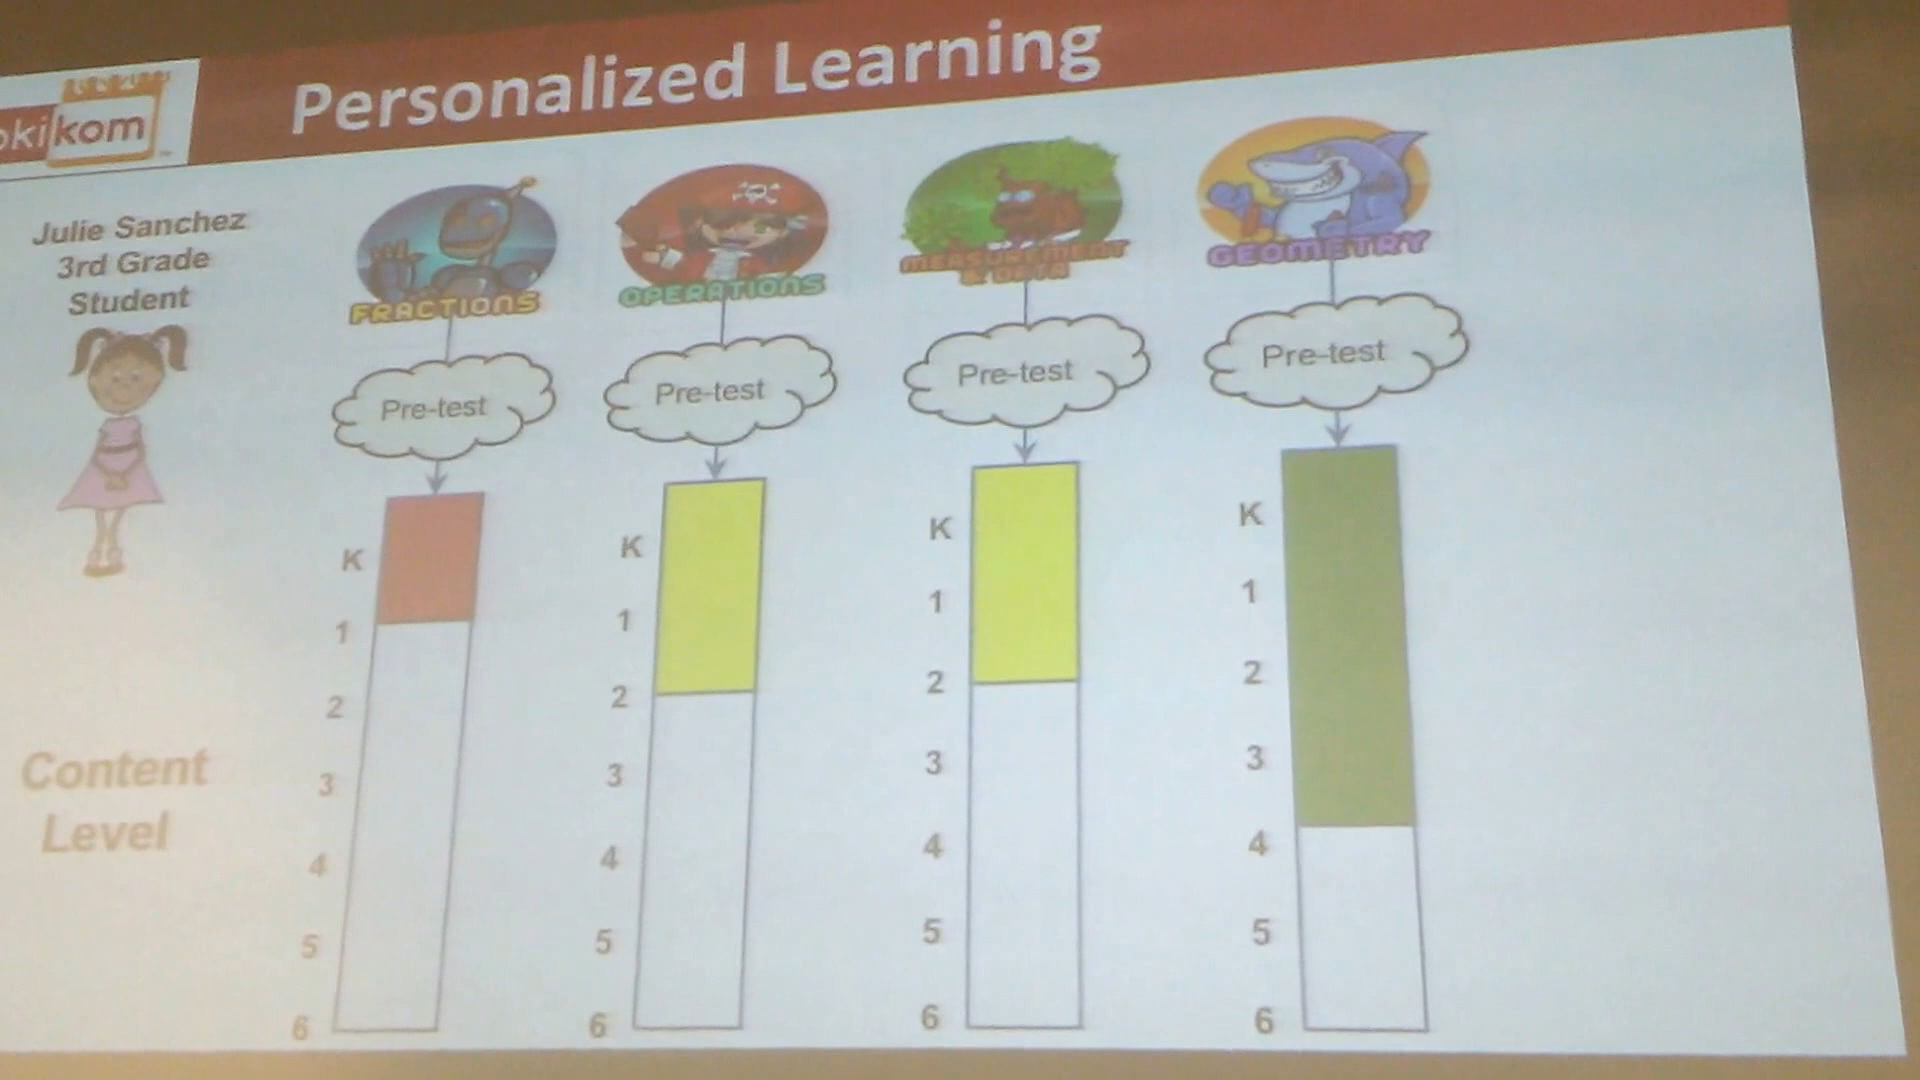 Personalized Learning
okikom
Julie Sanchez
3rd Grade
Student
FRACTIONS
OPERATIONS
MEASUREMENT
& DATA
GEOMETRY
Pre-test
Pre-test
Pre-test
Pre-test
Content
Level
K
1
2
3
4
5
6
K
1
2
3
4
5
6
K
1
2
3
4
5
6
K
1
2
3
4
5
6